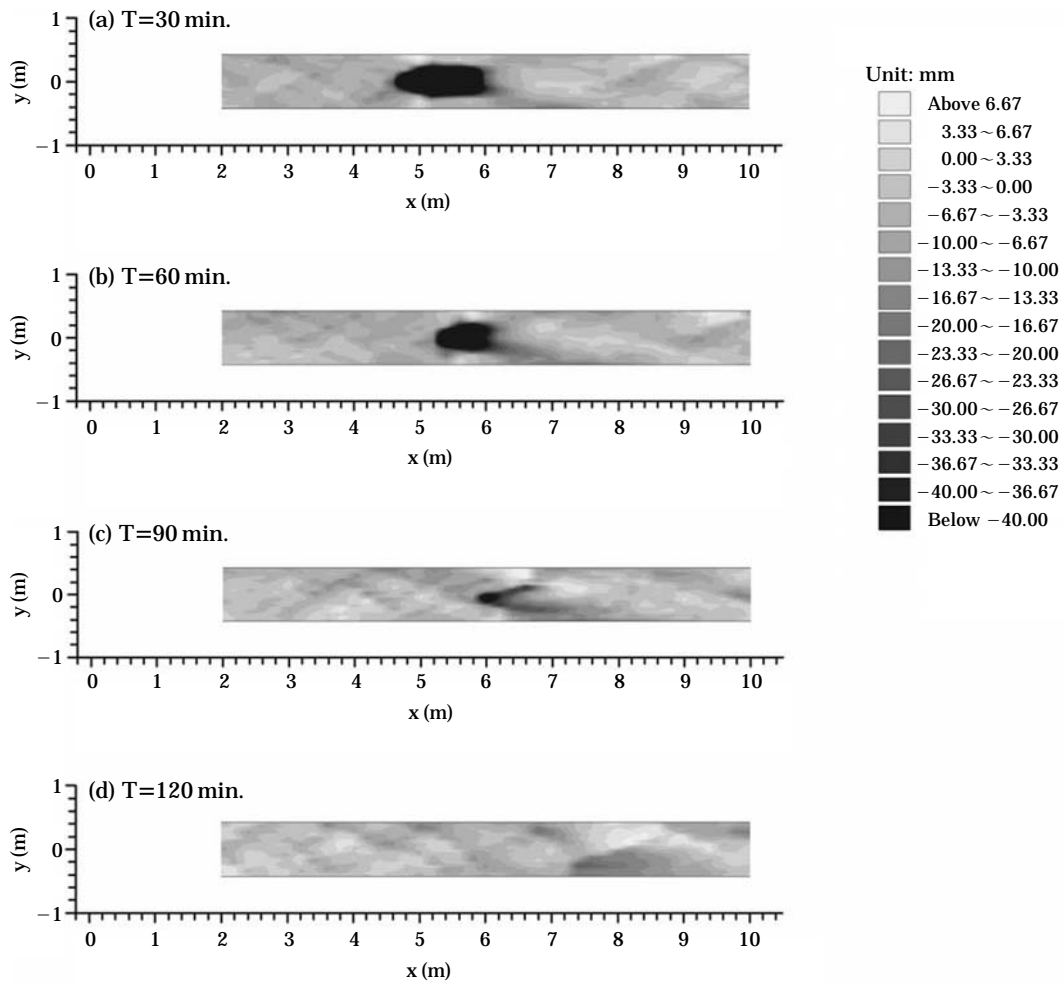 (a) T=30 min.
1
0
−1
y (m)
0 1 2 3 4 5 6 7 8 9 10
x (m)
(b) T=60 min.
1
0
−1
y (m)
0 1 2 3 4 5 6 7 8 9 10
x (m)
(c) T=90 min.
1
0
−1
y (m)
0 1 2 3 4 5 6 7 8 9 10
x (m)
(d) T=120 min.
1
0
−1
y (m)
0 1 2 3 4 5 6 7 8 9 10
x (m)
Unit: mm
Above 6.67
3.33~6.67
0.00~3.33
−3.33~0.00
−6.67~−3.33
−10.00~−6.67
−13.33~−10.00
−16.67~−13.33
−20.00~−16.67
−23.33~−20.00
−26.67~−23.33
−30.00~−26.67
−33.33~−30.00
−36.67~−33.33
−40.00~−36.67
Below −40.00